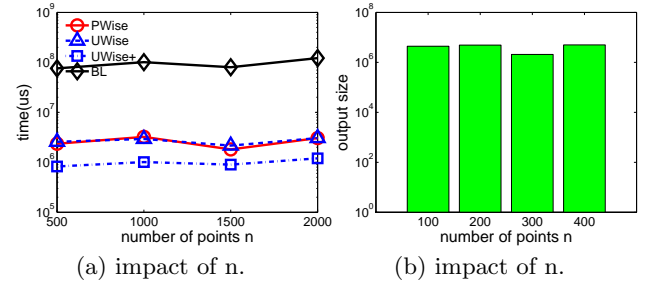 10^9
10^8
10^7
10^6
10^5
time(us)
PWise
UWise
UWise+
BL
500 1000 1500 2000
number of points n
(a) impact of n.
10^8
10^6
10^4
10^2
10^0
output size
100 200 300 400
number of points n
(b) impact of n.